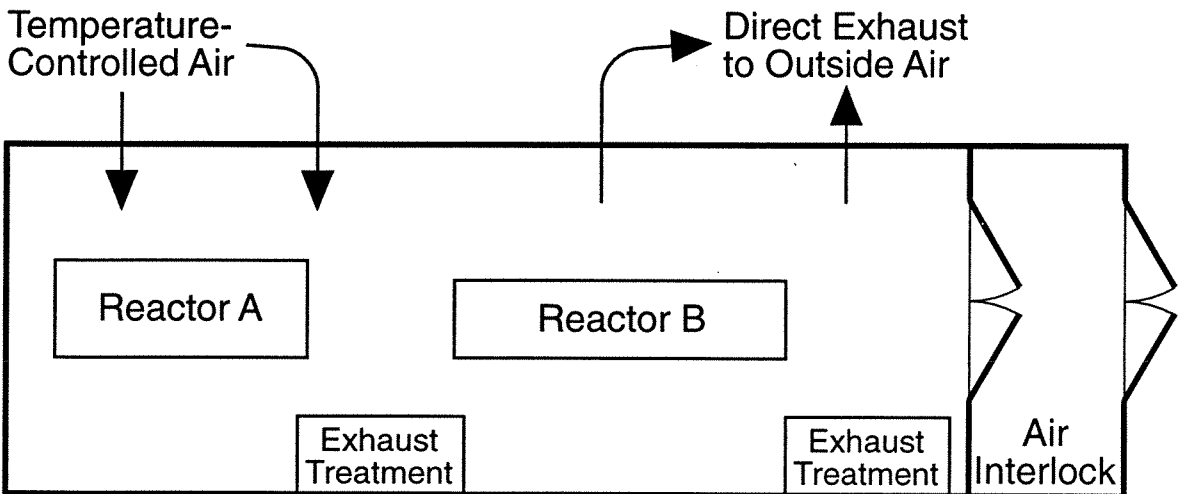 Temperature-
Controlled Air
Direct Exhaust
to Outside Air
Reactor A
Reactor B
Exhaust
Treatment
Exhaust
Treatment
Air
Interlock